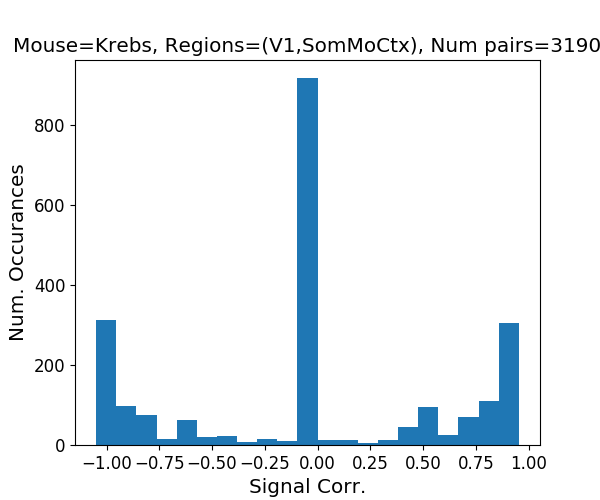 Mouse=Krebs, Regions=(V1,SomMoCtx), Num pairs=3190
Num. Occurances
800
600
400
200
0
−1.00 −0.75 −0.50 −0.25 0.00 0.25 0.50 0.75 1.00
Signal Corr.